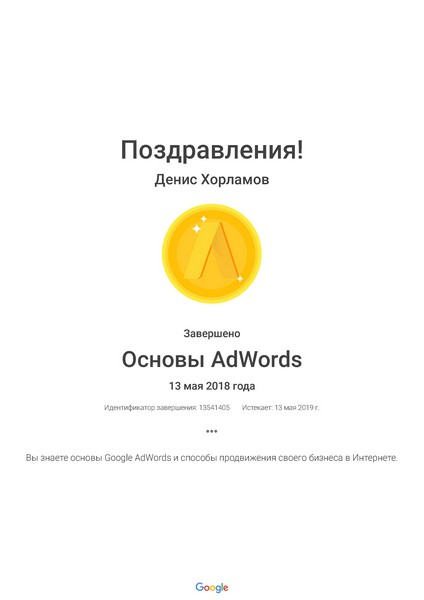 Поздравления!
Денис Хорламов
Завершено
Основы AdWords
13 мая 2018 года
Идентификатор завершения: 13541405 Истекает: 13 мая 2019 г.
•••
Вы знаете основы Google AdWords и способы продвижения своего бизнеса в Интернете.
Google